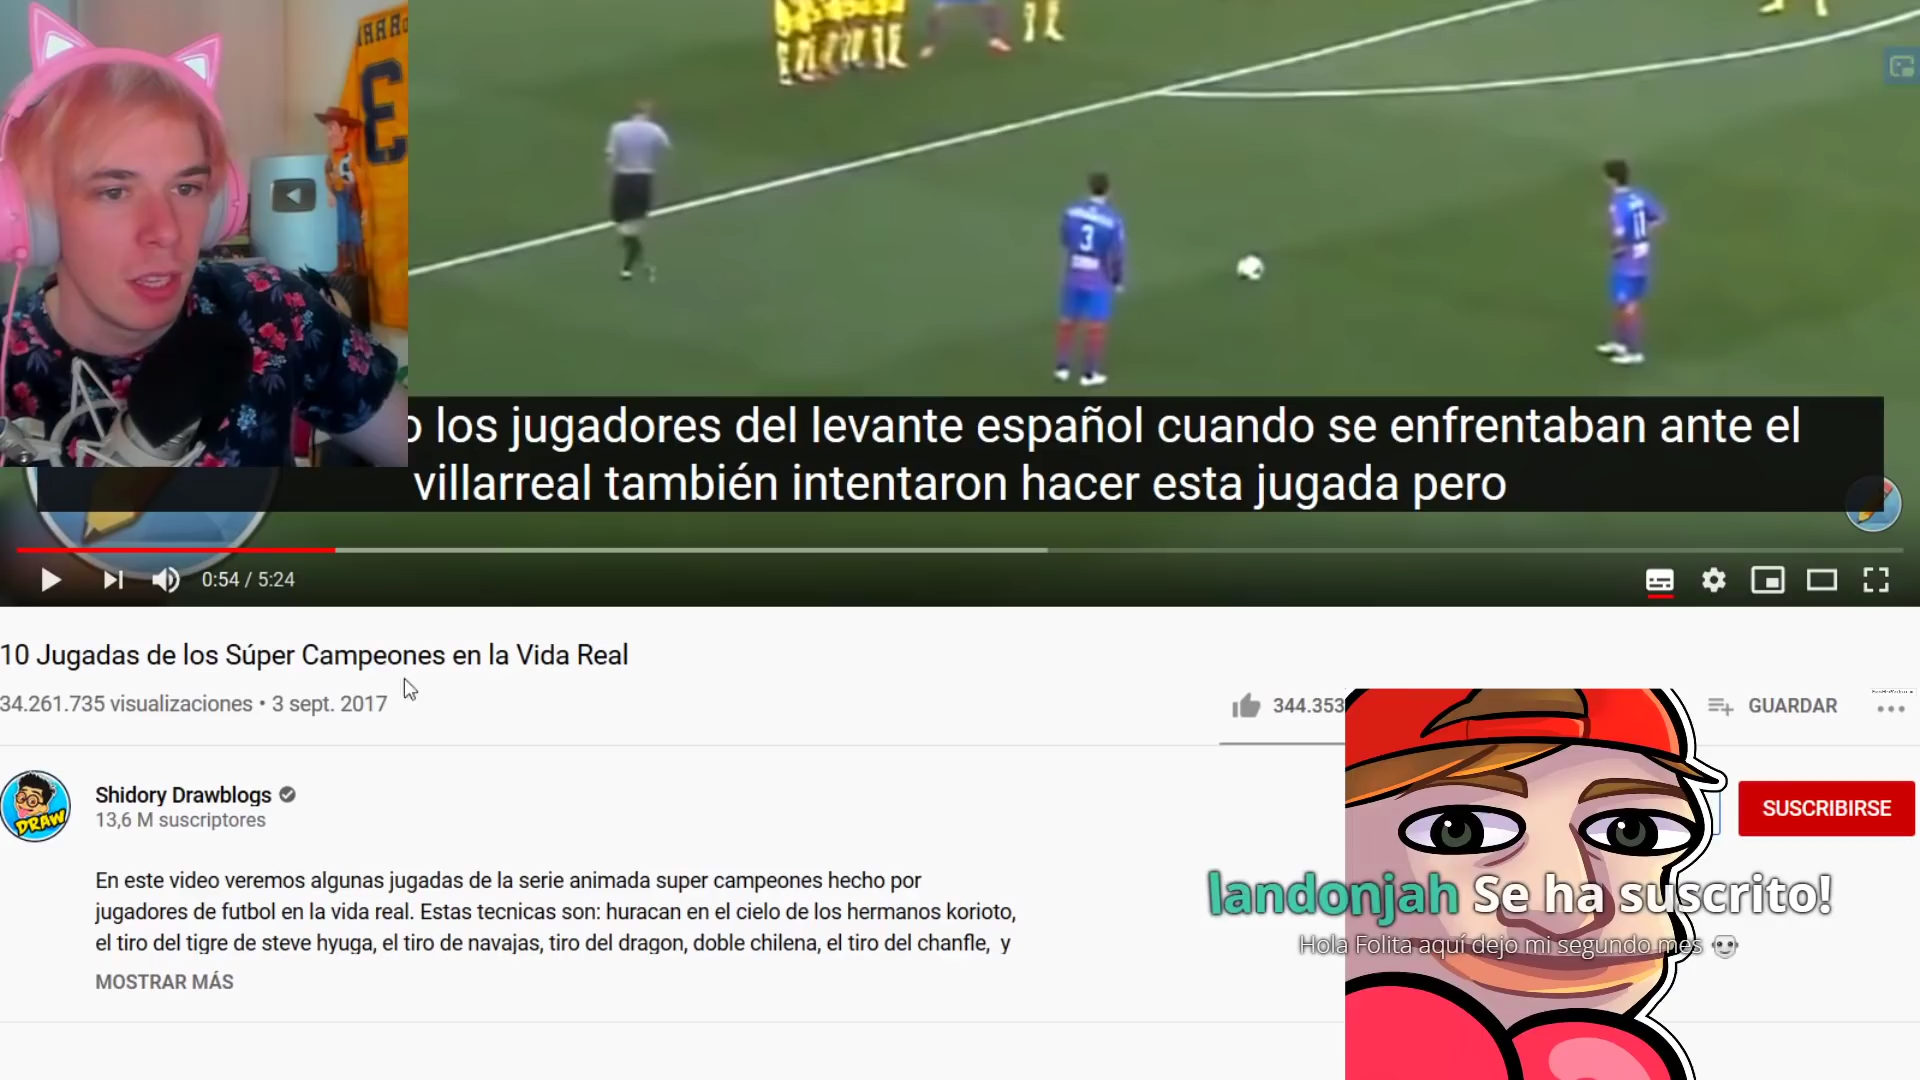 3
11
o los jugadores del levante español cuando se enfrentaban ante el
villarreal también intentaron hacer esta jugada pero
0:54 / 5:24
10 Jugadas de los Súper Campeones en la Vida Real
34.261.735 visualizaciones • 3 sept. 2017
344.353
GUARDAR
Shidory Drawblogs
13,6 M suscriptores
DRAW
SUSCRIBIRSE
En este video veremos algunas jugadas de la serie animada super campeones hecho por
jugadores de futbol en la vida real. Estas tecnicas son: huracan en el cielo de los hermanos korioto,
el tiro del tigre de steve hyuga, el tiro de navajas, tiro del dragon, doble chilena, el tiro del chanfle, y
MOSTRAR MÁS
landonjah Se ha suscrito!
Hola Folita aquí dejo mi segundo mes